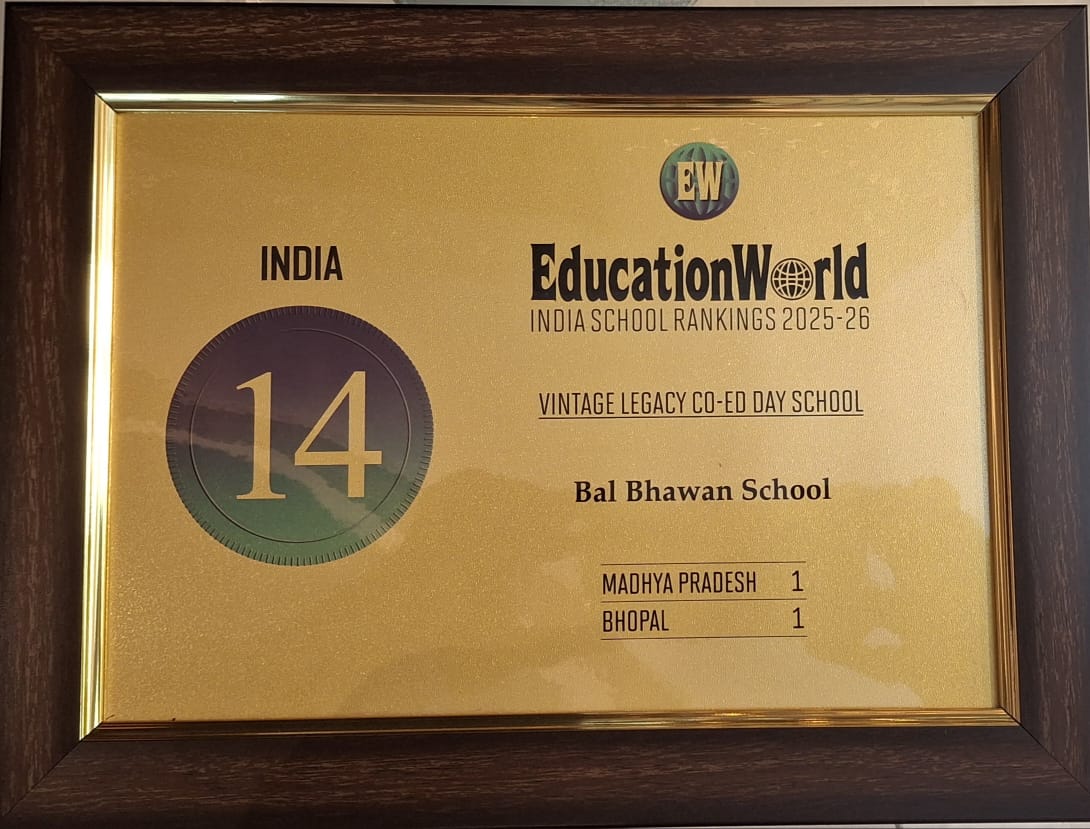 INDIA
14
EW
EducationWorld
INDIA SCHOOL RANKINGS 2025-26
VINTAGE LEGACY CO-ED DAY SCHOOL
Bal Bhawan School
MADHYA PRADESH 1
BHOPAL 1